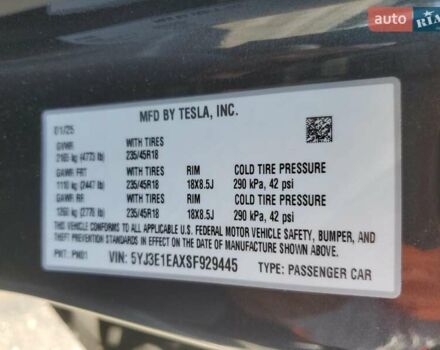 auto RIA
MFD BY TESLA, INC.
01/25
GVWR WITH TIRES
2165 kg (4773 lb) 235/45R18
GAWR FRT WITH TIRES RIM COLD TIRE PRESSURE
1110 kg (2447 lb) 235/45R18 18X8.5J 290 kPa, 42 psi
GAWR RR WITH TIRES RIM COLD TIRE PRESSURE
1260 kg (2778 lb) 235/45R18 18X8.5J 290 kPa, 42 psi
THIS VEHICLE CONFORMS TO ALL APPLICABLE U.S. FEDERAL MOTOR VEHICLE SAFETY, BUMPER, AND
THEFT PREVENTION STANDARDS IN EFFECT ON DATE OF MANUFACTURE SHOWN ABOVE.
PMT: PN01 VIN: 5YJ3E1EAXSF929445 TYPE: PASSENGER CAR